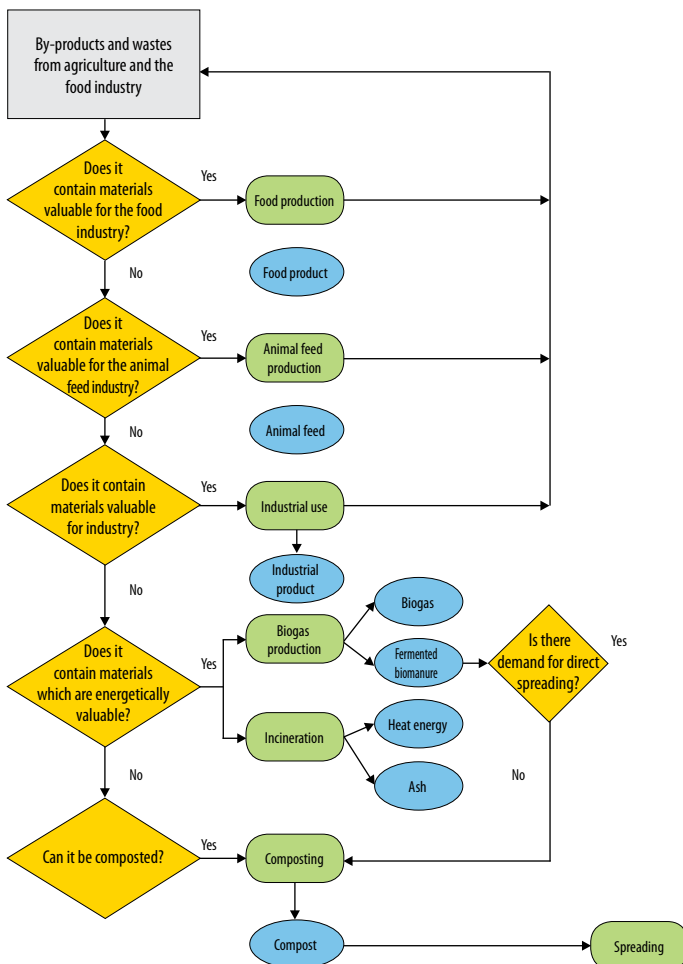 By-products and wastes
from agriculture and the
food industry
Does it
contain materials
valuable for the food
industry?
Yes
Food production
No
Food product
Does it
contain materials
valuable for the animal
feed industry?
Yes
Animal feed
production
No
Animal feed
Does it contain
materials valuable
for industry?
Yes
Industrial use
No
Industrial
product
Does it
contain materials
which are energetically
valuable?
Yes
Biogas
production
Biogas
Fermented
biomanure
Is there
demand for direct
spreading?
Yes
Incineration
Heat energy
Ash
No
No
Can it be composted?
Yes
Composting
Compost
Spreading